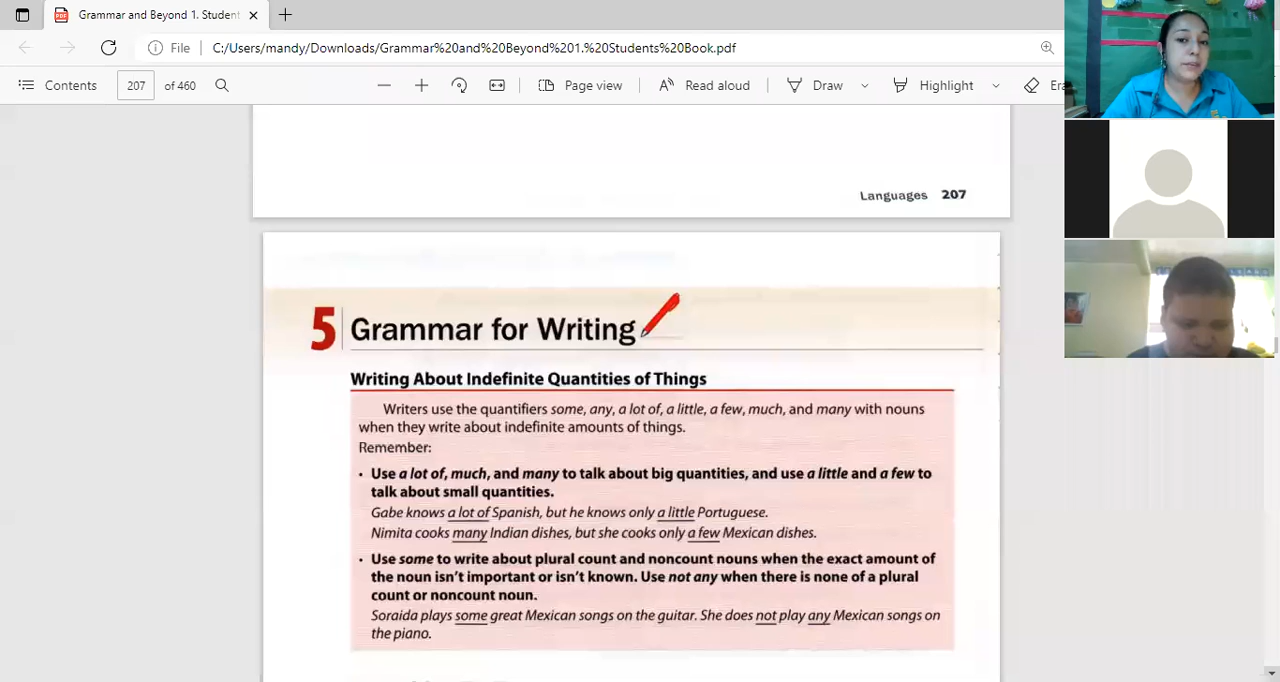 Grammar and Beyond 1. Student
File C:/Users/mandy/Downloads/Grammar%20and%20Beyond%201.%20Students%20Book.pdf
Contents 207 of 460 Page view Read aloud Draw Highlight
Languages 207
5 Grammar for Writing
Writing About Indefinite Quantities of Things
Writers use the quantifiers some, any, a lot of, a little, a few, much, and many with nouns
when they write about indefinite amounts of things.
Remember:
• Use a lot of, much, and many to talk about big quantities, and use a little and a few to
talk about small quantities.
Gabe knows a lot of Spanish, but he knows only a little Portuguese.
Nimita cooks many Indian dishes, but she cooks only a few Mexican dishes.
• Use some to write about plural count and noncount nouns when the exact amount of
the noun isn't important or isn't known. Use not any when there is none of a plural
count or noncount noun.
Soraida plays some great Mexican songs on the guitar. She does not play any Mexican songs on
the piano.